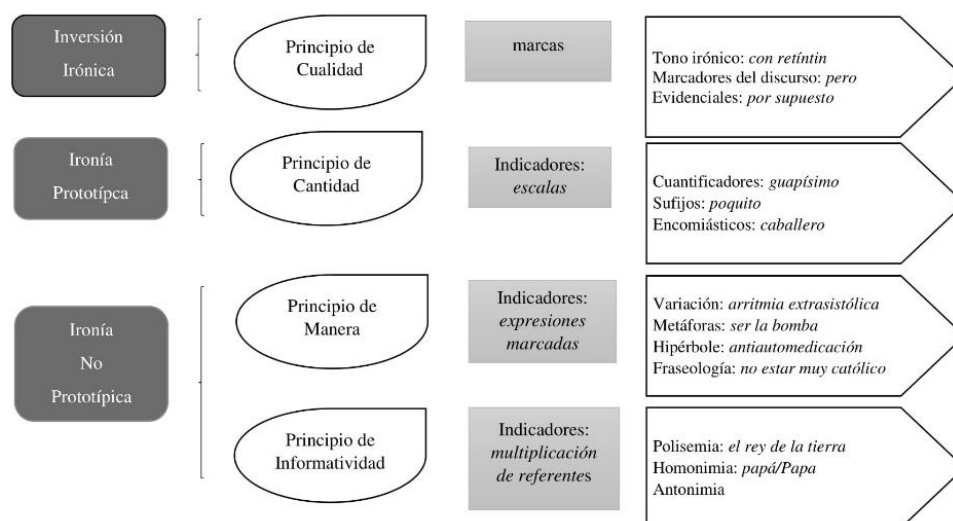 Inversión
Irónica
Principio de
Cualidad
marcas
Tono irónico: con retíntin
Marcadores del discurso: pero
Evidenciales: por supuesto
Ironía
Prototípca
Principio de
Cantidad
Indicadores:
escalas
Cuantificadores: guapísimo
Sufijos: poquito
Encomiásticos: caballero
Ironía
No
Prototípica
Principio de
Manera
Indicadores:
expresiones
marcadas
Variación: arritmia extrasistólica
Metáforas: ser la bomba
Hipérbole: antiautomedicación
Fraseología: no estar muy católico
Principio de
Informatividad
Indicadores:
multiplicación
de referentes
Polisemia: el rey de la tierra
Homonimia: papá/Papa
Antonimia